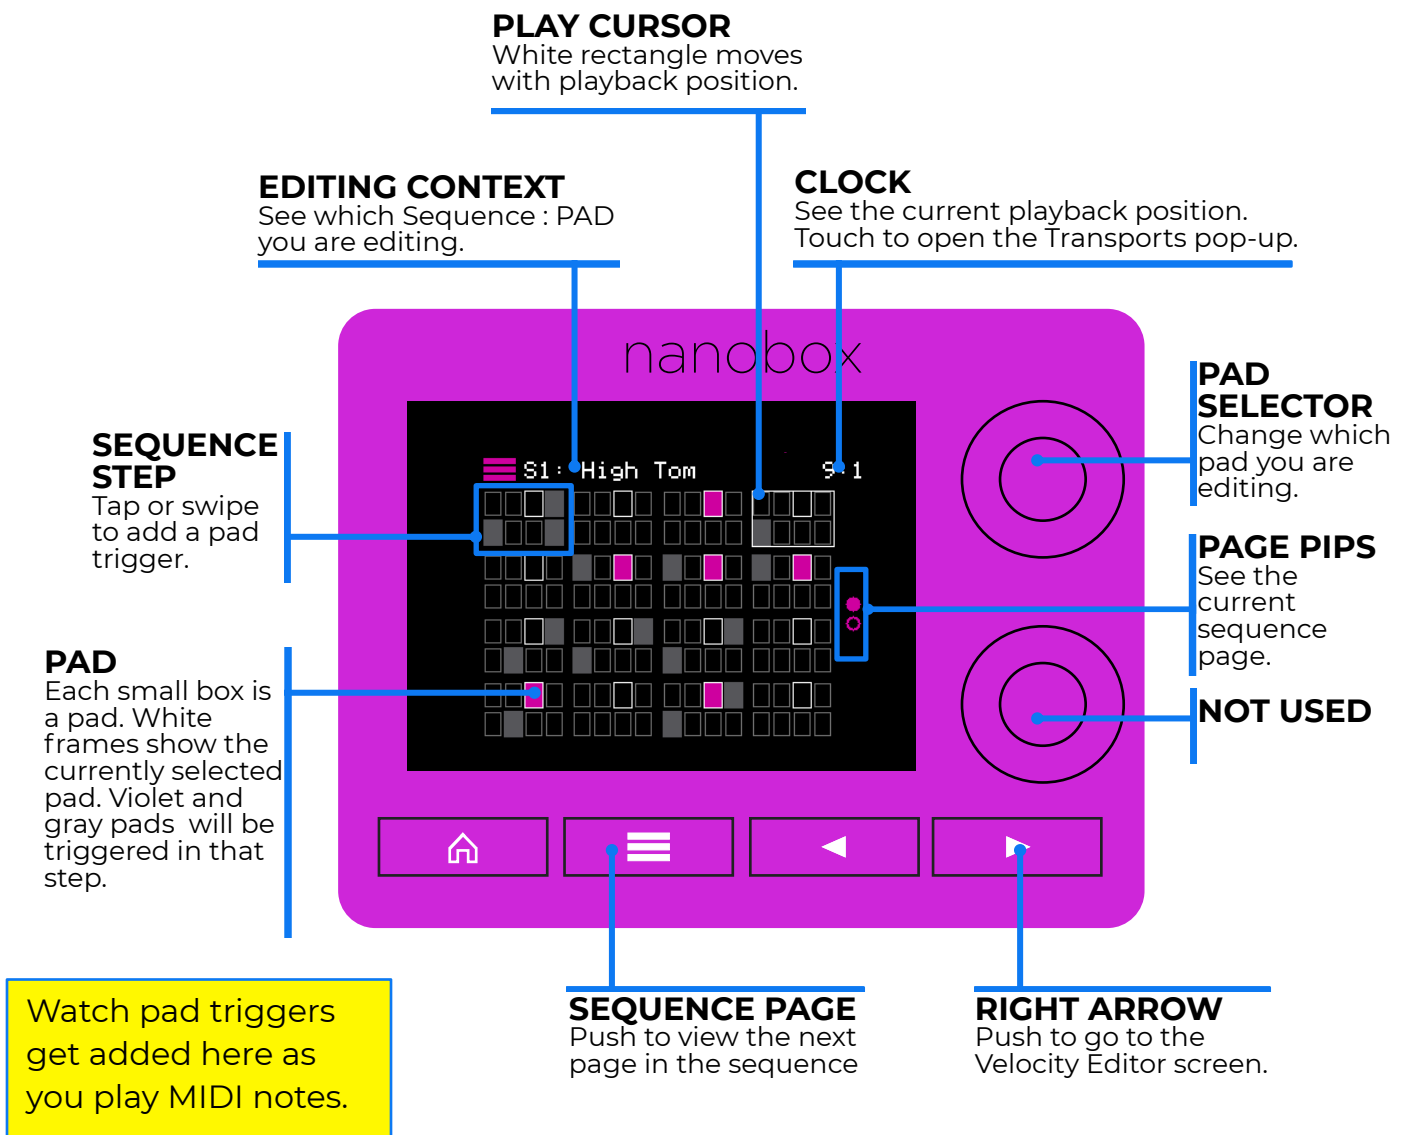 PLAY CURSOR
White rectangle moves
with playback position.
EDITING CONTEXT
See which Sequence : PAD
you are editing.
CLOCK
See the current playback position.
Touch to open the Transports pop-up.
nanobox
PAD
SELECTOR
Change which
pad you are
editing.
SEQUENCE
STEP
Tap or swipe
to add a pad
trigger.
S1: High Tom
9:1
PAGE PIPS
See the
current
sequence
page.
PAD
Each small box is
a pad. White
frames show the
currently selected
pad. Violet and
gray pads will be
triggered in that
step.
NOT USED
Watch pad triggers
get added here as
you play MIDI notes.
SEQUENCE PAGE
Push to view the next
page in the sequence
RIGHT ARROW
Push to go to the
Velocity Editor screen.